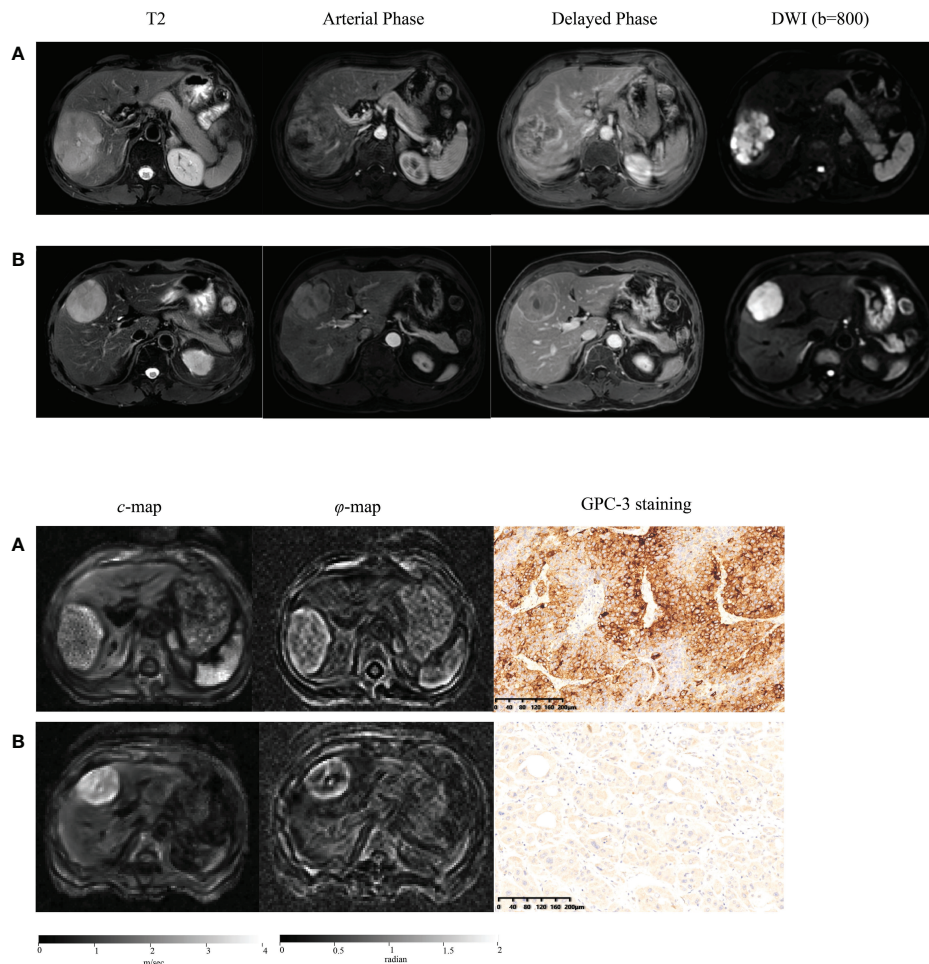 T2 Arterial Phase Delayed Phase DWI (b=800)
A
B
c-map φ-map GPC-3 staining
A
0 40 80 120 160 200μm
B
0 40 80 120 160 200μm
0 1 2 3 4
m/sec
0 0.5 1 1.5 2
radian